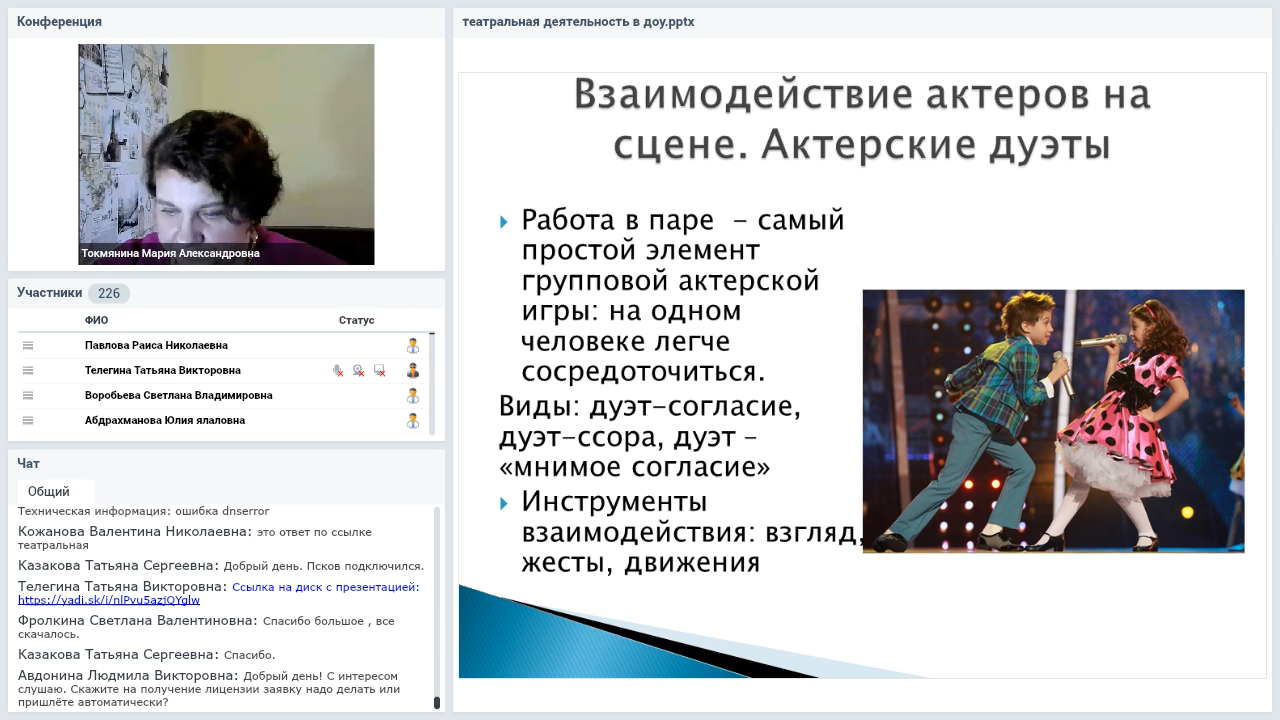 Конференция
Токмянина Мария Александровна
Участники 226
ФИО Статус
Павлова Раиса Николаевна
Телегина Татьяна Викторовна
Воробьева Светлана Владимировна
Абдрахманова Юлия ялаловна
Чат
Общий
Техническая информация: ошибка dnserror
Кожанова Валентина Николаевна: это ответ по ссылке
театральная
Казакова Татьяна Сергеевна: Добрый день. Псков подключился.
Телегина Татьяна Викторовна: Ссылка на диск с презентацией:
https://yadi.sk/i/nlPvu5azjQYglw
Фролкина Светлана Валентиновна: Спасибо большое , все
скачалось.
Казакова Татьяна Сергеевна: Спасибо.
Авдонина Людмила Викторовна: Добрый день! С интересом
слушаю. Скажите на получение лицензии заявку надо делать или
пришлёте автоматически?
театральная деятельность в доу.pptx
Взаимодействие актеров на
сцене. Актерские дуэты
Работа в паре – самый
простой элемент
групповой актерской
игры: на одном
человеке легче
сосредоточиться.
Виды: дуэт-согласие,
дуэт-ссора, дуэт –
«мнимое согласие»
Инструменты
взаимодействия: взгляд,
жесты, движения